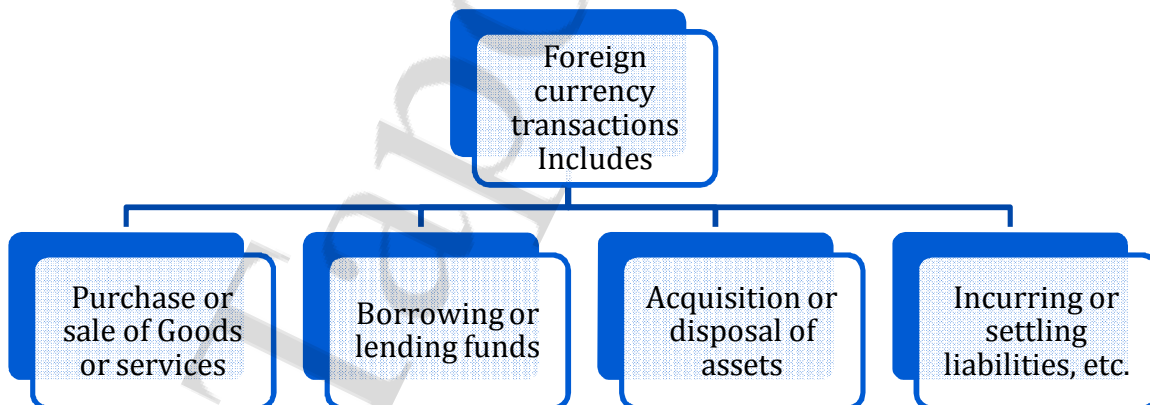 Foreign
currency
transactions
Includes
Purchase or
sale of Goods
or services
Borrowing or
lending funds
Acquisition or
disposal of
assets
Incurring or
settling
liabilities, etc.